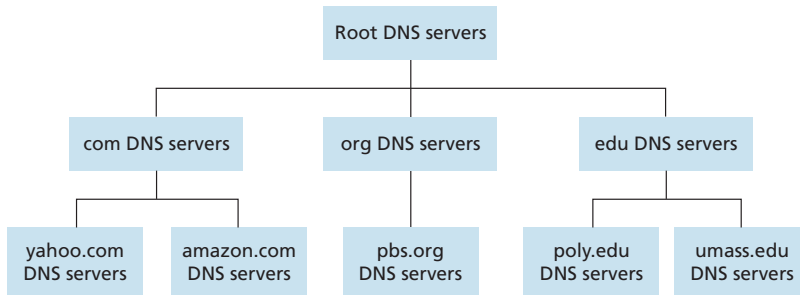 Root DNS servers
com DNS servers
org DNS servers
edu DNS servers
yahoo.com
DNS servers
amazon.com
DNS servers
pbs.org
DNS servers
poly.edu
DNS servers
umass.edu
DNS servers